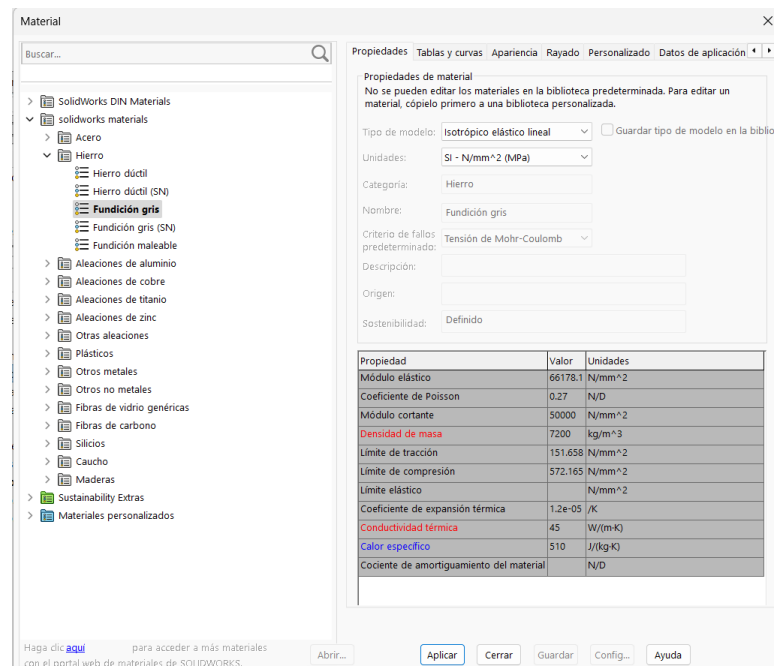 Material
Buscar...
SolidWorks DIN Materials
solidworks materials
Acero
Hierro
Hierro dúctil
Hierro dúctil (SN)
Fundición gris
Fundición gris (SN)
Fundición maleable
Aleaciones de aluminio
Aleaciones de cobre
Aleaciones de titanio
Aleaciones de zinc
Otras aleaciones
Plásticos
Otros metales
Otros no metales
Fibras de vidrio genéricas
Fibras de carbono
Silicios
Caucho
Maderas
Sustainability Extras
Materiales personalizados
Haga clic aquí para acceder a más materiales
con el portal web de materiales de SOLIDWORKS.
Abrir...
Propiedades Tablas y curvas Apariencia Rayado Personalizado Datos de aplicación
Propiedades de material
No se pueden editar los materiales en la biblioteca predeterminada. Para editar un
material, cópielo primero a una biblioteca personalizada.
Tipo de modelo: Isotrópico elástico lineal Guardar tipo de modelo en la biblio
Unidades: SI - N/mm^2 (MPa)
Categoría: Hierro
Nombre: Fundición gris
Criterio de fallos
predeterminado: Tensión de Mohr-Coulomb
Descripción:
Origen:
Sostenibilidad: Definido
Propiedad Valor Unidades
Módulo elástico 66178.1 N/mm^2
Coeficiente de Poisson 0.27 N/D
Módulo cortante 50000 N/mm^2
Densidad de masa 7200 kg/m^3
Límite de tracción 151.658 N/mm^2
Límite de compresión 572.165 N/mm^2
Límite elástico N/mm^2
Coeficiente de expansión térmica 1.2e-05 /K
Conductividad térmica 45 W/(m·K)
Calor específico 510 J/(kg·K)
Cociente de amortiguamiento del material N/D
Aplicar Cerrar Guardar Config... Ayuda